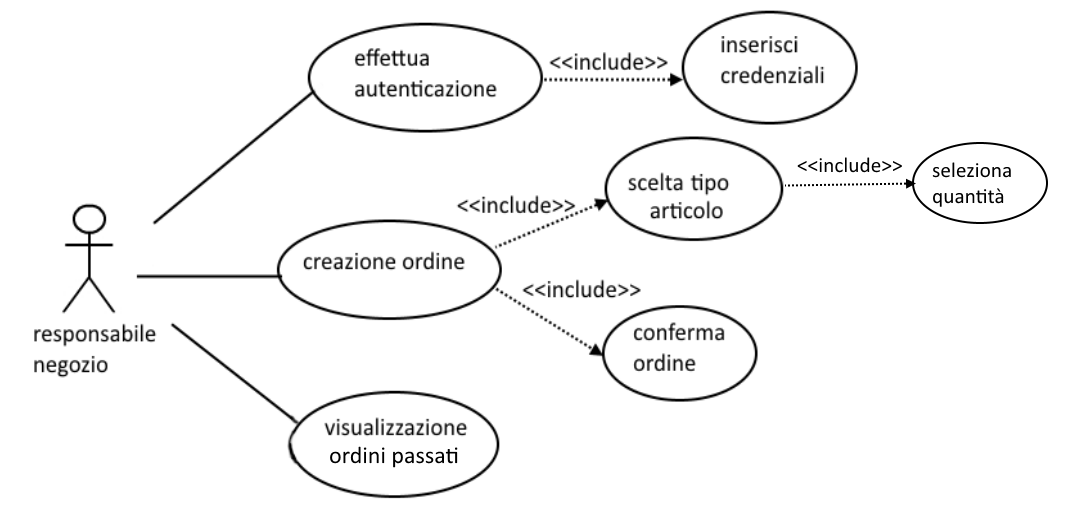 effettua
autenticazione
<<include>>
inserisci
credenziali
<<include>>
scelta tipo
articolo
<<include>>
seleziona
quantità
creazione ordine
<<include>>
conferma
ordine
responsabile
negozio
visualizzazione
ordini passati